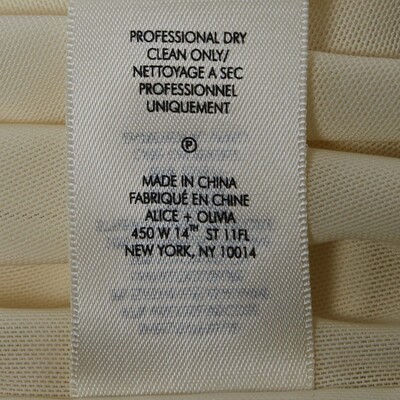 PROFESSIONAL DRY
CLEAN ONLY/
NETTOYAGE A SEC
PROFESSIONNEL
UNIQUEMENT
P
MADE IN CHINA
FABRIQUÉ EN CHINE
ALICE + OLIVIA
450 W 14TH ST 11FL
NEW YORK, NY 10014